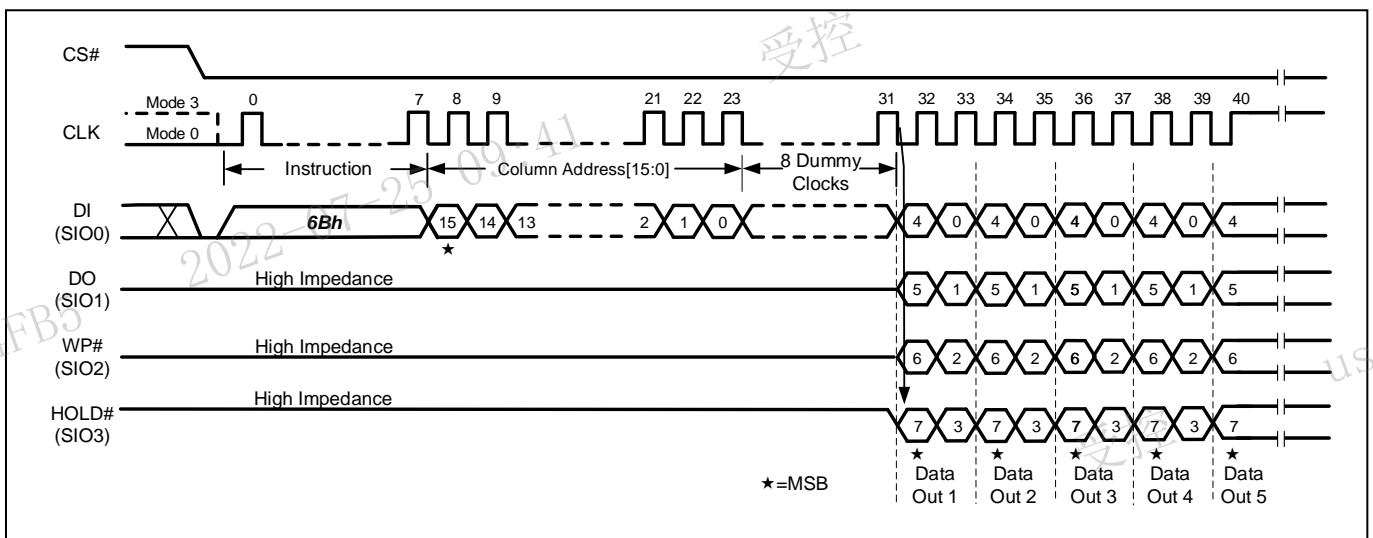 受控
CS#
Mode 3
Mode 0
CLK
0 7 8 9 21 22 23 31 32 33 34 35 36 37 38 39 40
Instruction
Column Address[15:0]
8 Dummy
Clocks
2022-07-25 09:41
DI
(SIO0)
6Bh
15 14 13 2 1 0 4 0 4 0 4 0 4 0 4
★
DO
(SIO1)
High Impedance
5 1 5 1 5 1 5 1 5
WP#
(SIO2)
High Impedance
6 2 6 2 6 2 6 2 6
HOLD#
(SIO3)
High Impedance
7 3 7 3 7 3 7 3 7
★ ★ ★ ★ ★
★=MSB
Data
Out 1
Data
Out 2
Data
Out 3
Data
Out 4
Data
Out 5
受控
FB5
us